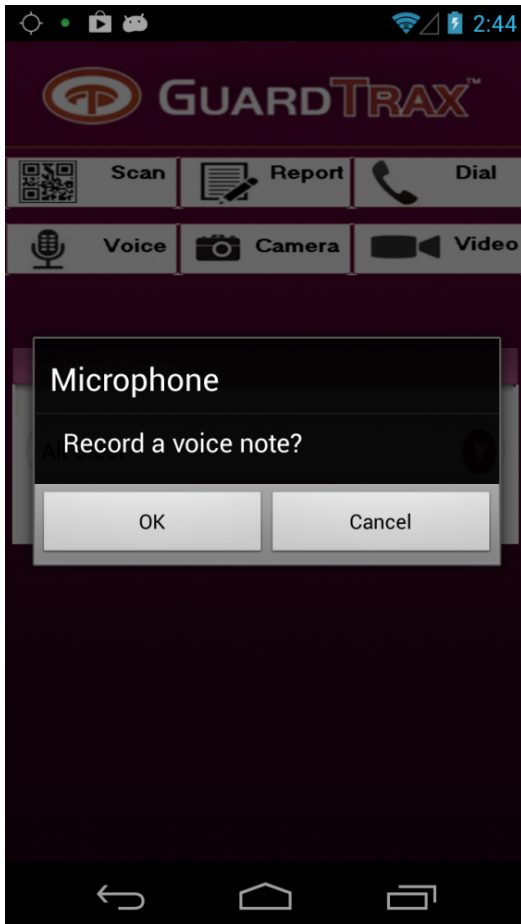 2:44
GUARDTRAX™
Scan Report Dial
Voice Camera Video
Microphone
Record a voice note?
OK Cancel